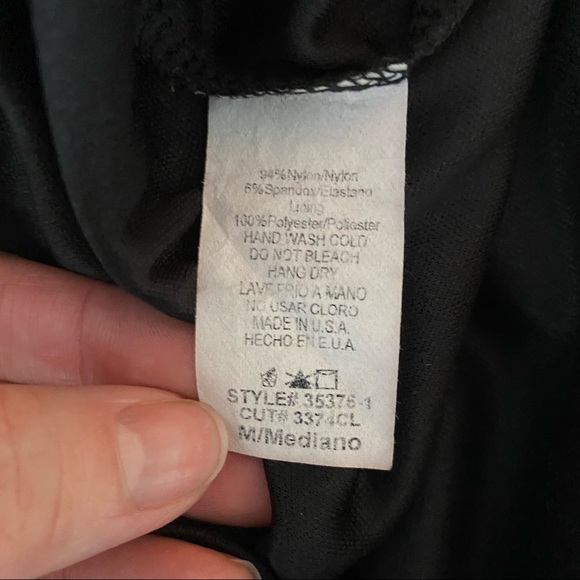 94%Nylon/Nylon
6%Spandex/Elastano
Lining
100%Polyester/Poliester
HAND WASH COLD
DO NOT BLEACH
HANG DRY
LAVE FRIO A MANO
NO USAR CLORO
MADE IN U.S.A.
HECHO EN E.U.A.
STYLE# 35376-1
CUT# 3374CL
M/Mediano